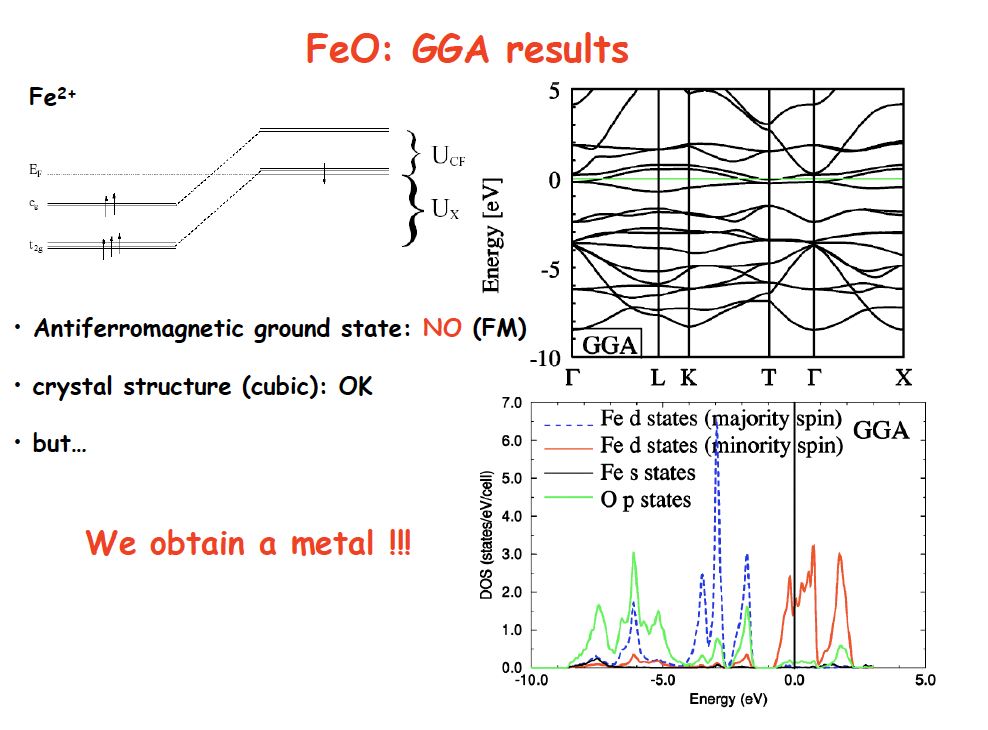 FeO: GGA results
Fe2+
EF
eg
t2g
UCF
UX
• Antiferromagnetic ground state: NO (FM)
• crystal structure (cubic): OK
• but…
We obtain a metal !!!
Energy [eV]
5
0
-5
-10
GGA
Γ L K T Γ X
DOS (states/eV/cell)
7.0
6.0
5.0
4.0
3.0
2.0
1.0
0.0
Fe d states (majority spin)
Fe d states (minority spin)
Fe s states
O p states
GGA
-10.0 -5.0 0.0 5.0
Energy (eV)